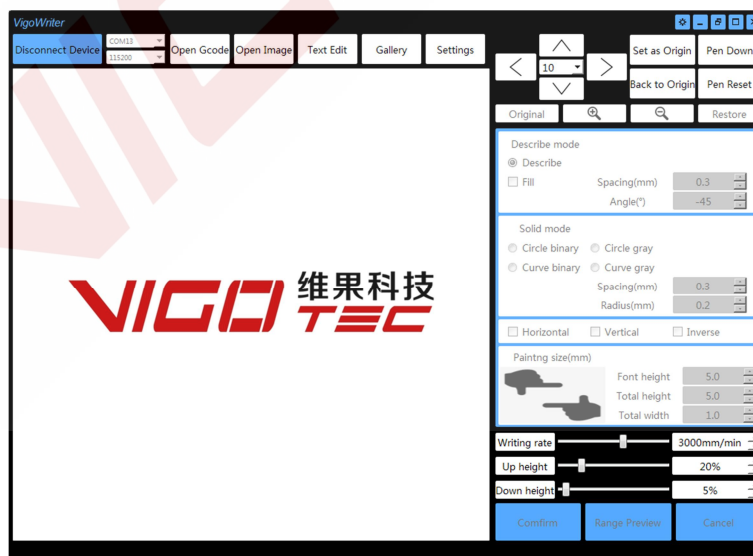 VigoWriter
Disconnect Device COM13 115200 Open Gcode Open Image Text Edit Gallery Settings
10
Set as Origin Pen Down
Back to Origin Pen Reset
Original Restore
Describe mode
Describe
Fill Spacing(mm) 0.3
Angle(°) -45
Solid mode
Circle binary Circle gray
Curve binary Curve gray
Spacing(mm) 0.3
Radius(mm) 0.2
Horizontal Vertical Inverse
Paintng size(mm)
Font height 5.0
Total height 5.0
Total width 1.0
VIGO 维果科技
TEC
Writing rate 3000mm/min
Up height 20%
Down height 5%
Comfirm Range Preview Cancel